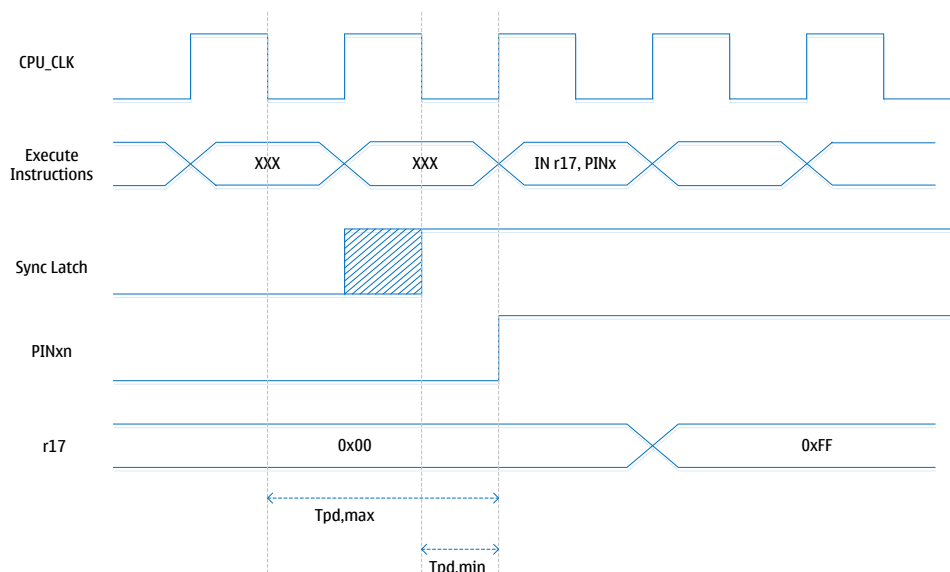 CPU_CLK
Execute
Instructions
XXX
XXX
IN r17, PINx
Sync Latch
PINxn
r17
0x00
0xFF
Tpd,max
Tpd,min